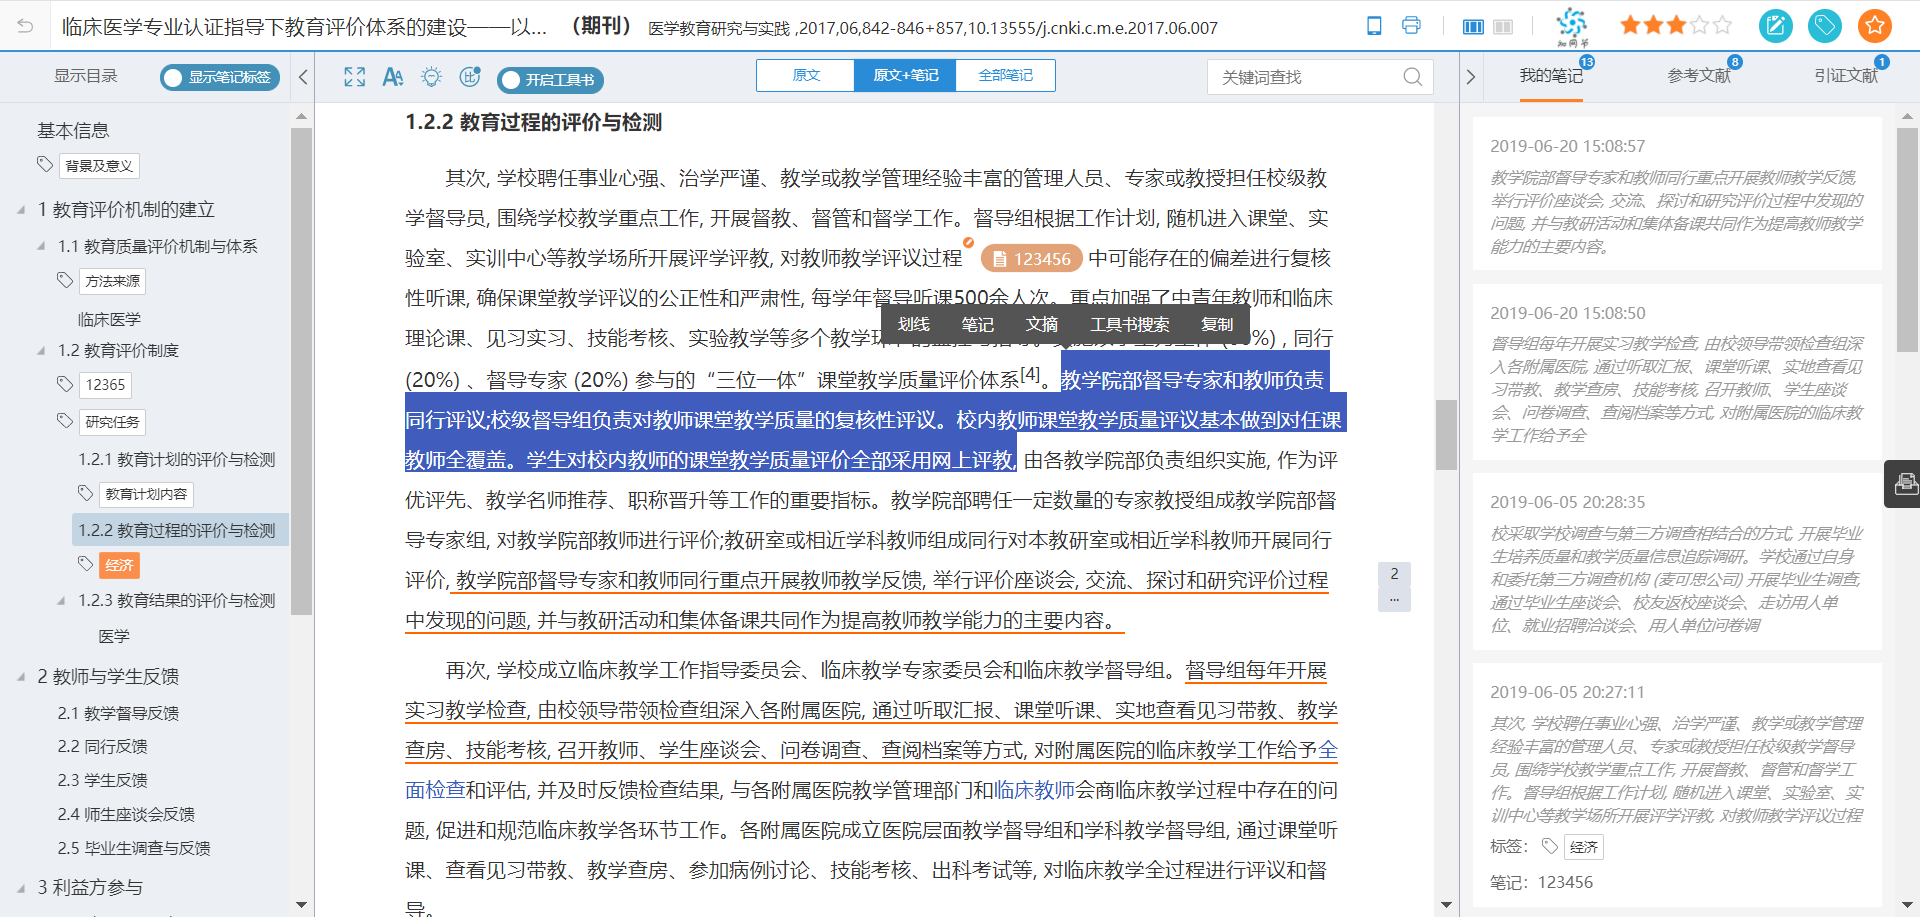 临床医学专业认证指导下教育评价体系的建设——以... （期刊） 医学教育研究与实践 ,2017,06,842-846+857,10.13555/j.cnki.c.m.e.2017.06.007
知网节
显示目录 显示笔记标签
开启工具书
原文 原文+笔记 全部笔记
关键词查找
我的笔记 13 参考文献 8 引证文献 1
基本信息
背景及意义
1 教育评价机制的建立
1.1 教育质量评价机制与体系
方法来源
临床医学
1.2 教育评价制度
12365
研究任务
1.2.1 教育计划的评价与检测
教育计划内容
1.2.2 教育过程的评价与检测
经济
1.2.3 教育结果的评价与检测
医学
2 教师与学生反馈
2.1 教学督导反馈
2.2 同行反馈
2.3 学生反馈
2.4 师生座谈会反馈
2.5 毕业生调查与反馈
3 利益方参与
1.2.2 教育过程的评价与检测
其次, 学校聘任事业心强、治学严谨、教学或教学管理经验丰富的管理人员、专家或教授担任校级教
学督导员, 围绕学校教学重点工作, 开展督教、督管和督学工作。督导组根据工作计划, 随机进入课堂、实
验室、实训中心等教学场所开展评学评教, 对教师教学评议过程 123456 中可能存在的偏差进行复核
性听课, 确保课堂教学评议的公正性和严肃性, 每学年督导听课500余人次。重点加强了中青年教师和临床
划线 笔记 文摘 工具书搜索 复制
理论课、见习实习、技能考核、实验教学等多个教学环 , 同行
(20%) 、督导专家 (20%) 参与的“三位一体”课堂教学质量评价体系[4]。教学院部督导专家和教师负责
同行评议;校级督导组负责对教师课堂教学质量的复核性评议。校内教师课堂教学质量评议基本做到对任课
教师全覆盖。学生对校内教师的课堂教学质量评价全部采用网上评教, 由各教学院部负责组织实施, 作为评
优评先、教学名师推荐、职称晋升等工作的重要指标。教学院部聘任一定数量的专家教授组成教学院部督
导专家组, 对教学院部教师进行评价;教研室或相近学科教师组成同行对本教研室或相近学科教师开展同行
评价, 教学院部督导专家和教师同行重点开展教师教学反馈, 举行评价座谈会, 交流、探讨和研究评价过程
中发现的问题, 并与教研活动和集体备课共同作为提高教师教学能力的主要内容。
2
...
再次, 学校成立临床教学工作指导委员会、临床教学专家委员会和临床教学督导组。督导组每年开展
实习教学检查, 由校领导带领检查组深入各附属医院, 通过听取汇报、课堂听课、实地查看见习带教、教学
查房、技能考核, 召开教师、学生座谈会、问卷调查、查阅档案等方式, 对附属医院的临床教学工作给予全
面检查和评估, 并及时反馈检查结果, 与各附属医院教学管理部门和临床教师会商临床教学过程中存在的问
题, 促进和规范临床教学各环节工作。各附属医院成立医院层面教学督导组和学科教学督导组, 通过课堂听
课、查看见习带教、教学查房、参加病例讨论、技能考核、出科考试等, 对临床教学全过程进行评议和督
导。
2019-06-20 15:08:57
教学院部督导专家和教师同行重点开展教师教学反馈,
举行评价座谈会, 交流、探讨和研究评价过程中发现的
问题, 并与教研活动和集体备课共同作为提高教师教学
能力的主要内容。
2019-06-20 15:08:50
督导组每年开展实习教学检查, 由校领导带领检查组深
入各附属医院, 通过听取汇报、课堂听课、实地查看见
习带教、教学查房、技能考核, 召开教师、学生座谈
会、问卷调查、查阅档案等方式, 对附属医院的临床教
学工作给予全
2019-06-05 20:28:35
校采取学校调查与第三方调查相结合的方式, 开展毕业
生培养质量和教学质量信息追踪调研。学校通过自身
和委托第三方调查机构 (麦可思公司) 开展毕业生调查,
通过毕业生座谈会、校友返校座谈会、走访用人单
位、就业招聘洽谈会、用人单位问卷调
2019-06-05 20:27:11
其次, 学校聘任事业心强、治学严谨、教学或教学管理
经验丰富的管理人员、专家或教授担任校级教学督导
员, 围绕学校教学重点工作, 开展督教、督管和督学工
作。督导组根据工作计划, 随机进入课堂、实验室、实
训中心等教学场所开展评学评教, 对教师教学评议过程
标签： 经济
笔记：123456